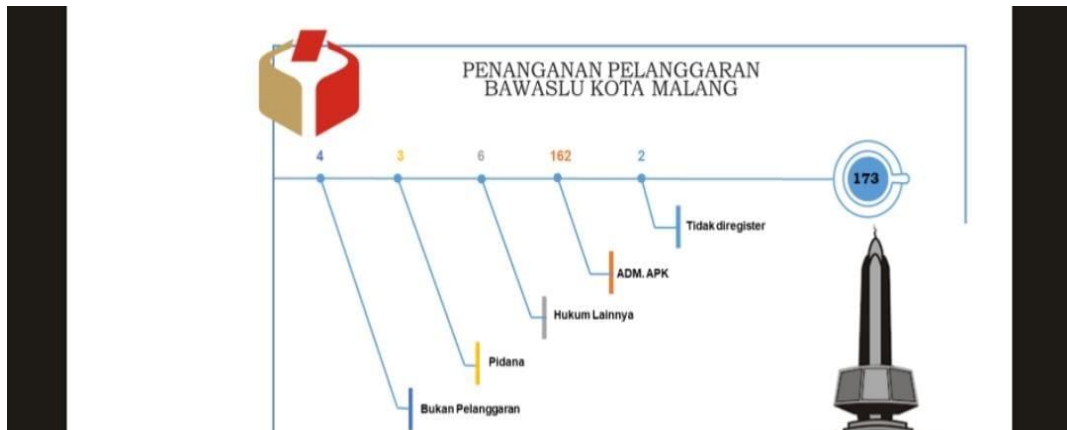 PENANGANAN PELANGGARAN
BAWASLU KOTA MALANG
4 3 6 162 2
173
Tidak diregister
ADM. APK
Hukum Lainnya
Pidana
Bukan Pelanggaran